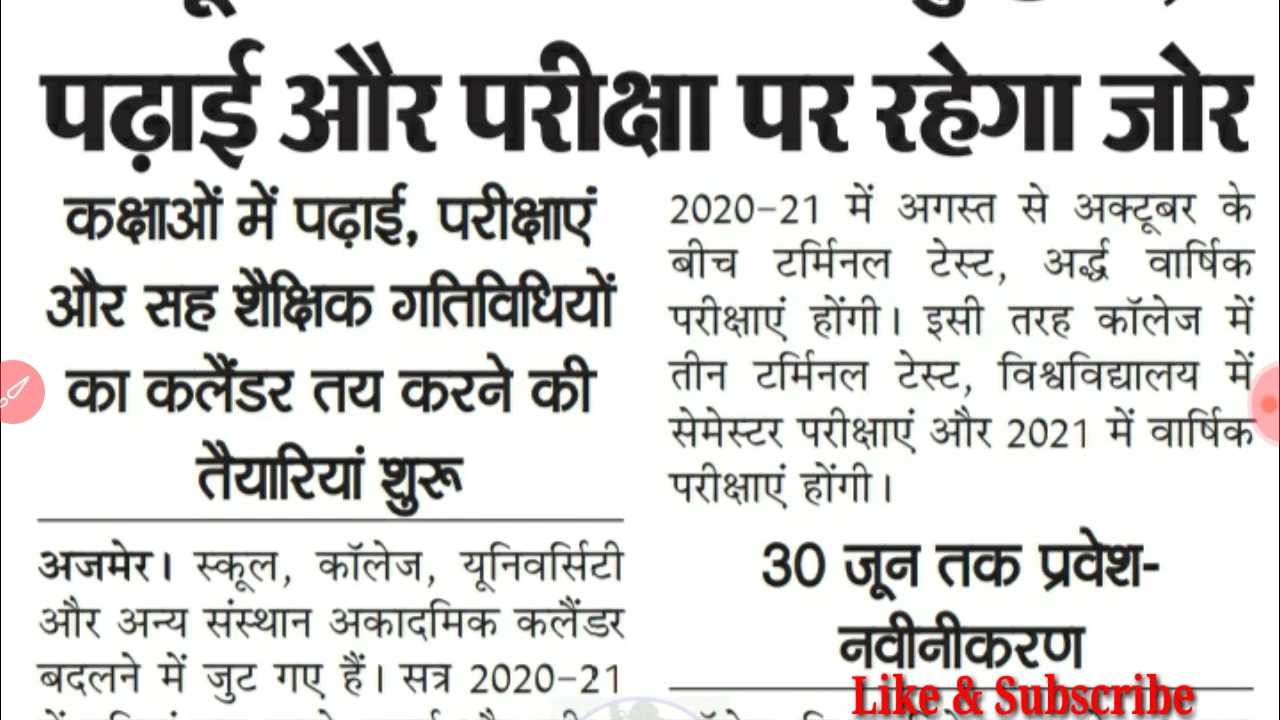 पढ़ाई और परीक्षा पर रहेगा जोर
कक्षाओं में पढ़ाई, परीक्षाएं
और सह शैक्षिक गतिविधियों
का कलैंडर तय करने की
तैयारियां शुरू
अजमेर। स्कूल, कॉलेज, यूनिवर्सिटी
और अन्य संस्थान अकादमिक कलैंडर
बदलने में जुट गए हैं। सत्र 2020-21
2020-21 में अगस्त से अक्टूबर के
बीच टर्मिनल टेस्ट, अर्द्ध वार्षिक
परीक्षाएं होंगी। इसी तरह कॉलेज में
तीन टर्मिनल टेस्ट, विश्वविद्यालय में
सेमेस्टर परीक्षाएं और 2021 में वार्षिक
परीक्षाएं होंगी।
30 जून तक प्रवेश-
नवीनीकरण
Like & Subscribe